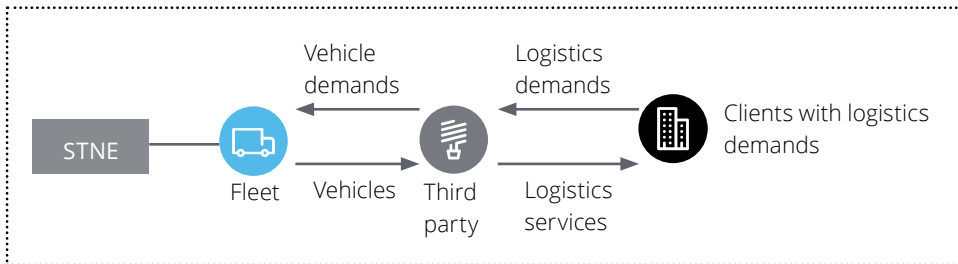 Vehicle
demands
Logistics
demands
Clients with logistics
demands
STNE
Fleet
Vehicles
Third
party
Logistics
services